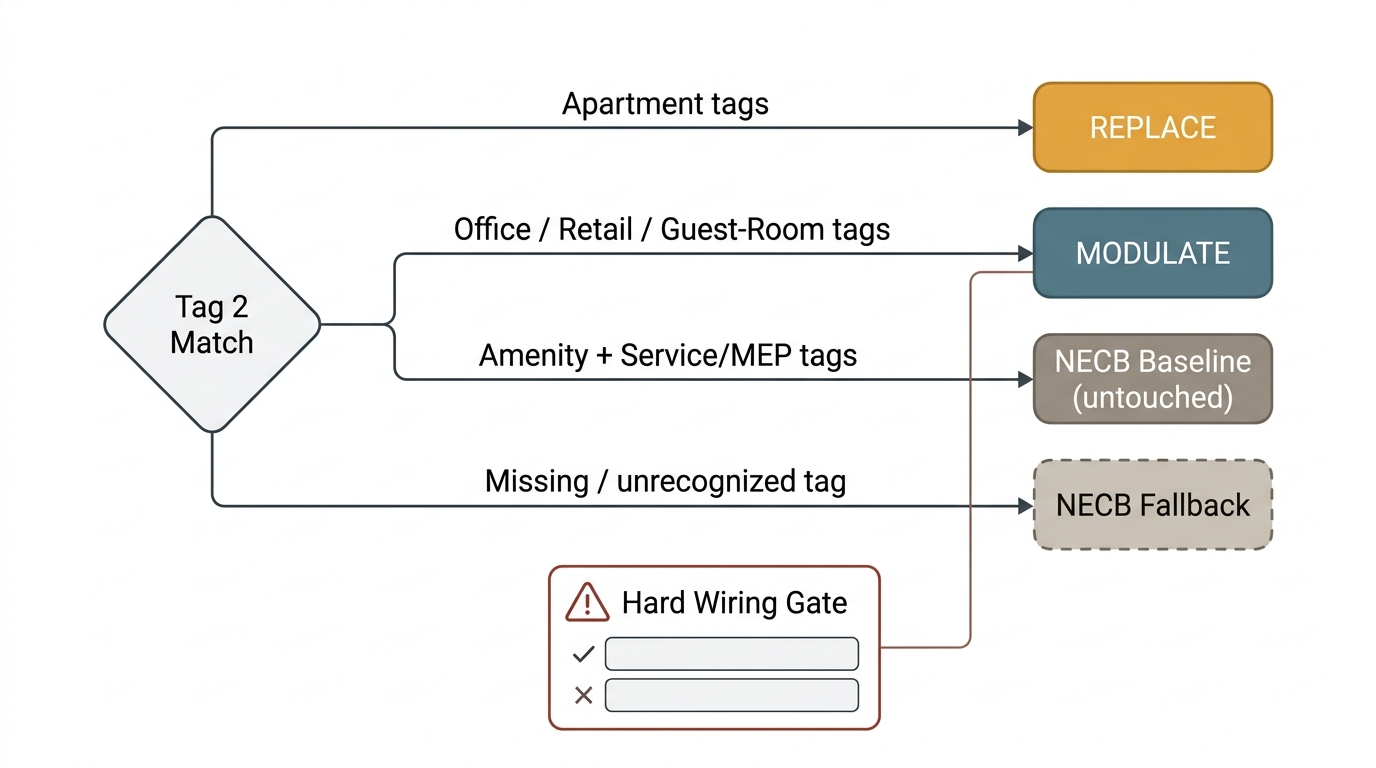 Apartment tags
REPLACE
Office / Retail / Guest-Room tags
MODULATE
Tag 2
Match
Amenity + Service/MEP tags
NECB Baseline
(untouched)
Missing / unrecognized tag
NECB Fallback
Hard Wiring Gate